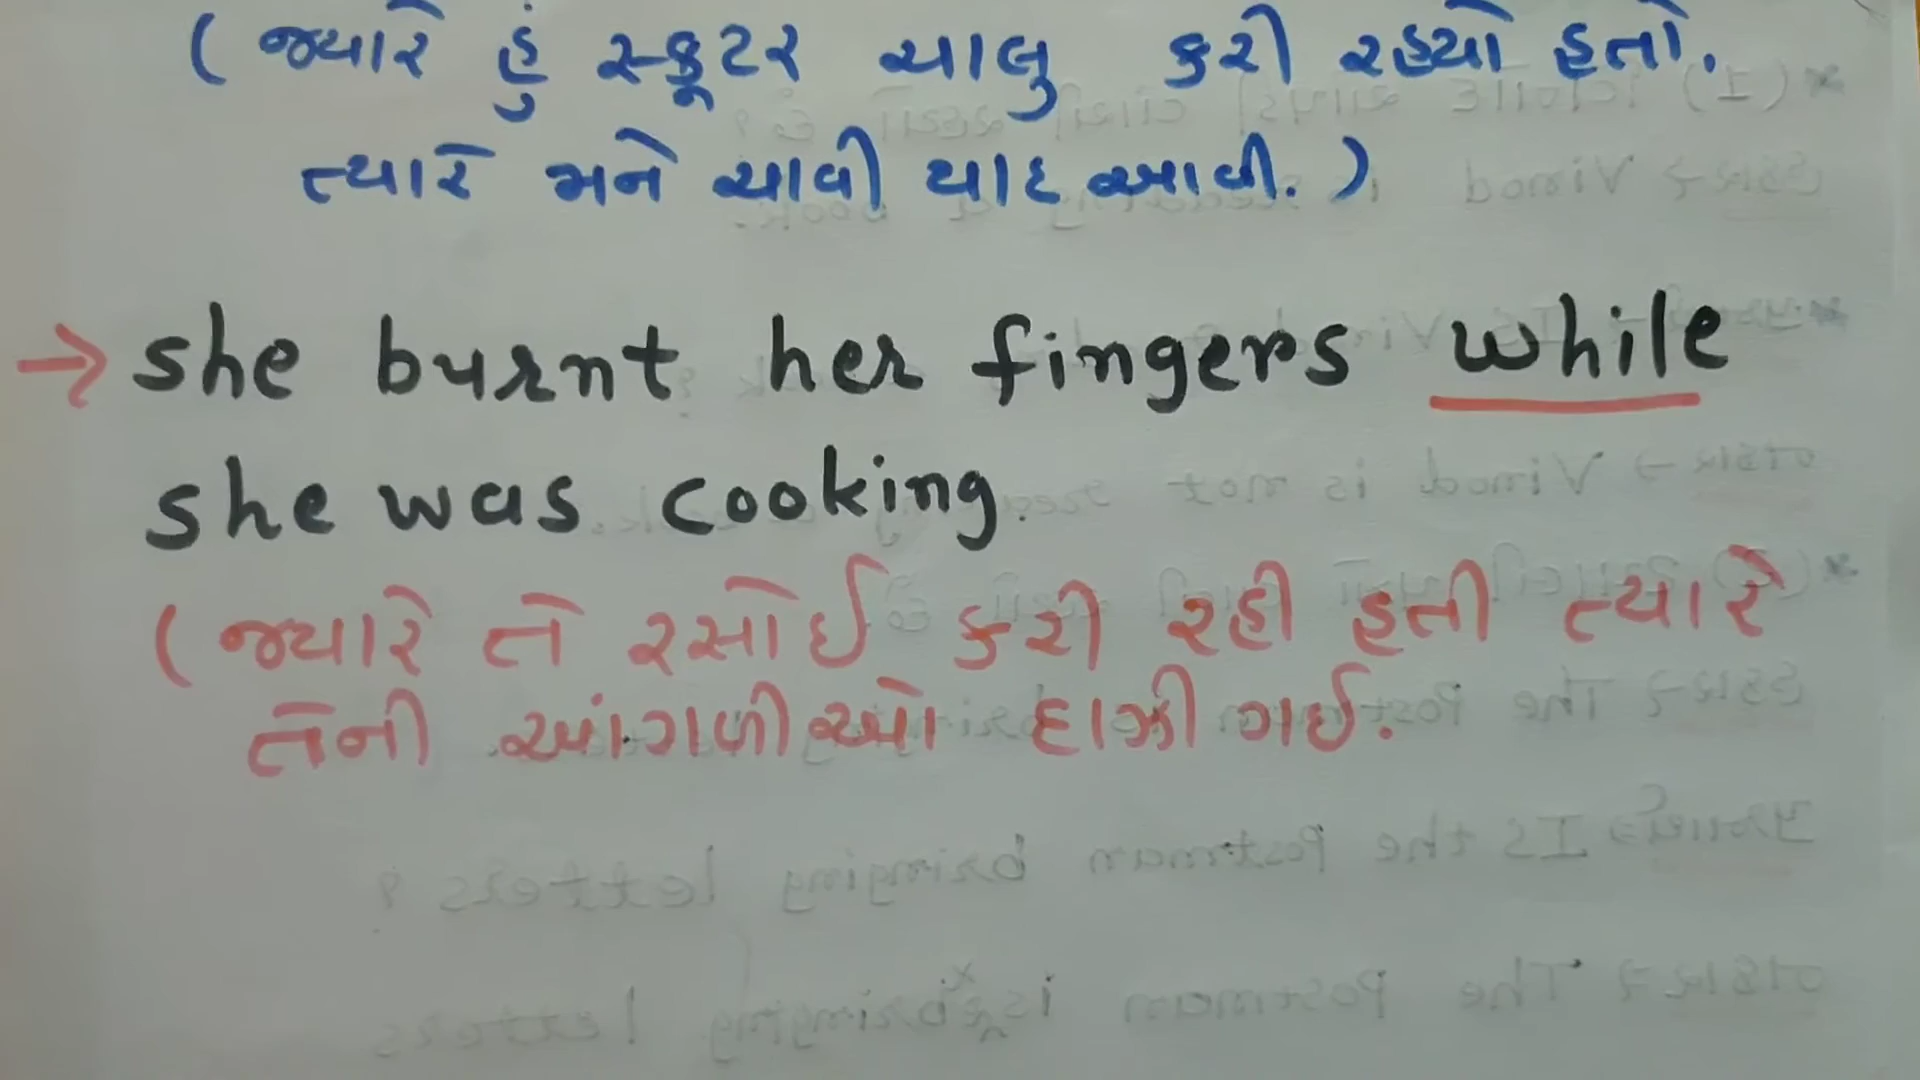 (જ્યારે હું સ્કૂટર ચાલુ કરી રહ્યો હતો.
ત્યારે મને ચાવી યાદ આવી.)
→ she burnt her fingers while
she was cooking.
(જ્યારે તે રસોઈ કરી રહી હતી ત્યારે
તેની આંગળીઓ દાઝી ગઈ.